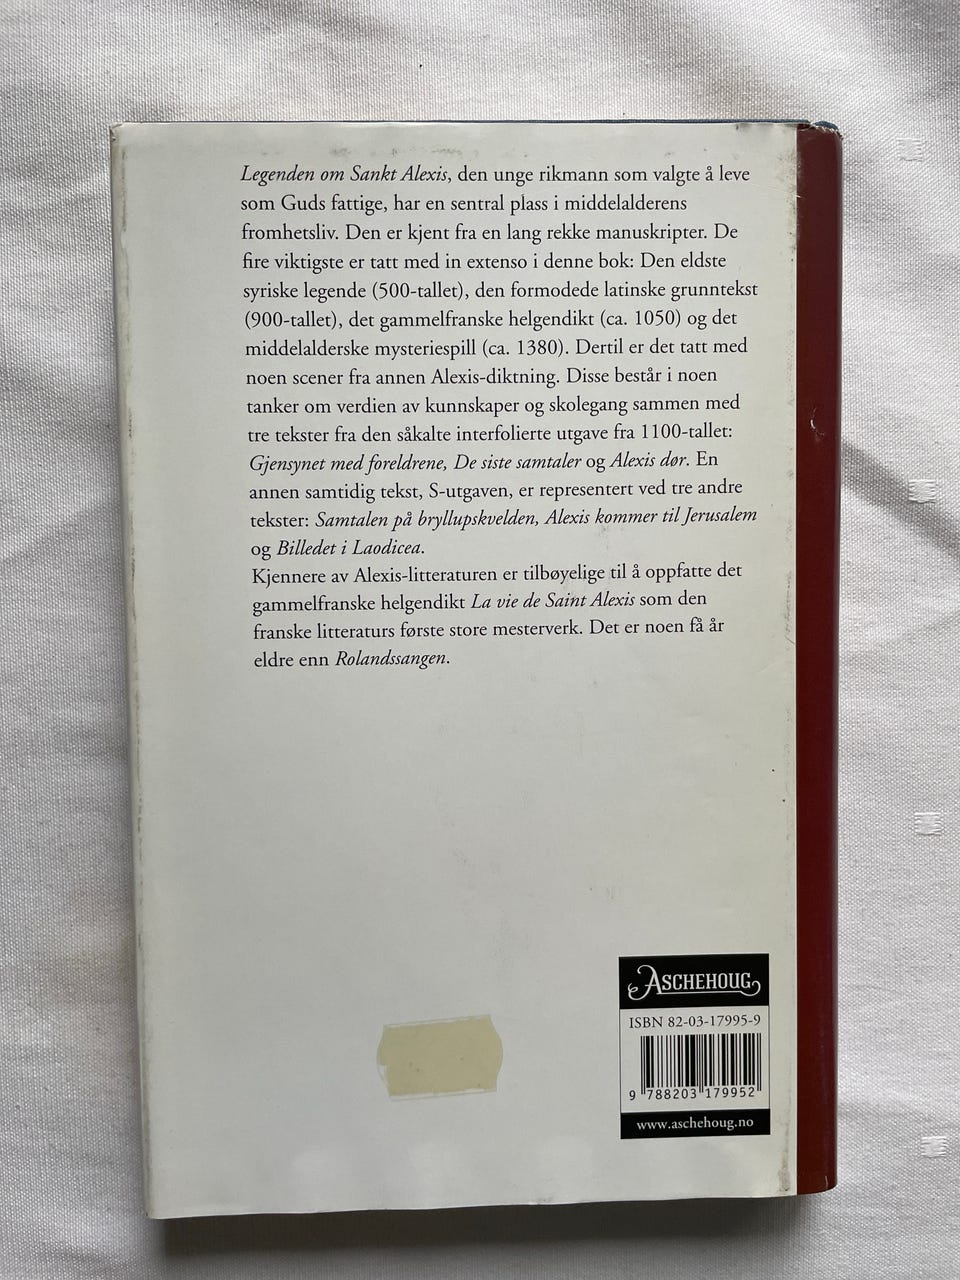 Legenden om Sankt Alexis, den unge rikmann som valgte å leve
som Guds fattige, har en sentral plass i middelalderens
fromhetsliv. Den er kjent fra en lang rekke manuskripter. De
fire viktigste er tatt med in extenso i denne bok: Den eldste
syriske legende (500-tallet), den formodede latinske grunntekst
(900-tallet), det gammelfranske helgendikt (ca. 1050) og det
middelalderske mysteriespill (ca. 1380). Dertil er det tatt med
noen scener fra annen Alexis-diktning. Disse består i noen
tanker om verdien av kunnskaper og skolegang sammen med
tre tekster fra den såkalte interfolierte utgave fra 1100-tallet:
Gjensynet med foreldrene, De siste samtaler og Alexis dør. En
annen samtidig tekst, S-utgaven, er representert ved tre andre
tekster: Samtalen på bryllupskvelden, Alexis kommer til Jerusalem
og Billedet i Laodicea.
Kjennere av Alexis-litteraturen er tilbøyelige til å oppfatte det
gammelfranske helgendikt La vie de Saint Alexis som den
franske litteraturs første store mesterverk. Det er noen få år
eldre enn Rolandssangen.
ASCHEHOUG
ISBN 82-03-17995-9
9 788203 179952
www.aschehoug.no